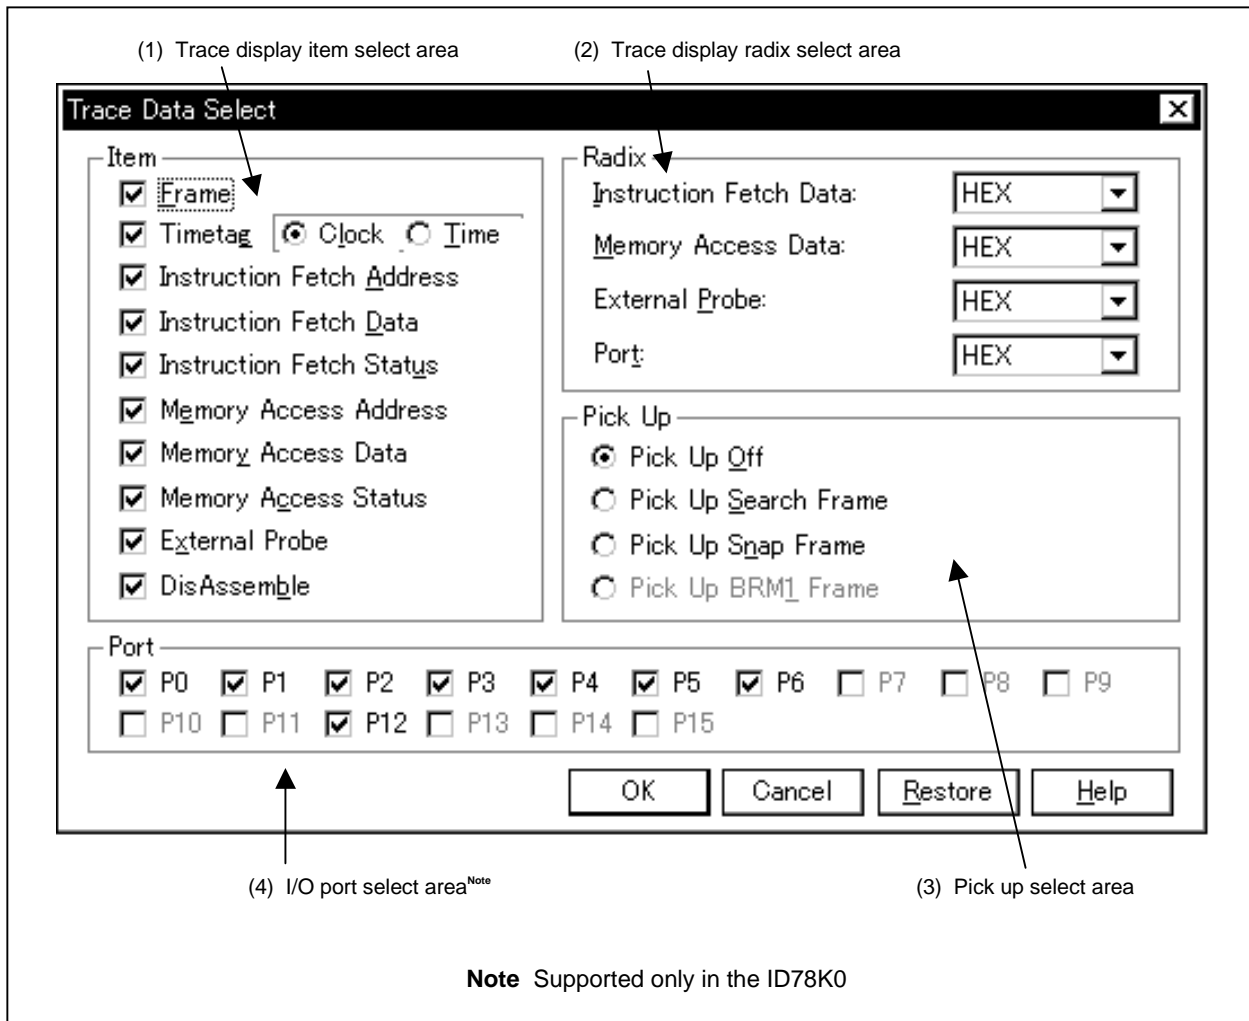 (1) Trace display item select area
(2) Trace display radix select area
Trace Data Select
Item
Frame
Timetag Clock Time
Instruction Fetch Address
Instruction Fetch Data
Instruction Fetch Status
Memory Access Address
Memory Access Data
Memory Access Status
External Probe
DisAssemble
Radix
Instruction Fetch Data: HEX
Memory Access Data: HEX
External Probe: HEX
Port: HEX
Pick Up
Pick Up Off
Pick Up Search Frame
Pick Up Snap Frame
Pick Up BRM1 Frame
Port
P0 P1 P2 P3 P4 P5 P6 P7 P8 P9
P10 P11 P12 P13 P14 P15
OK Cancel Restore Help
(4) I/O port select area Note
(3) Pick up select area
Note Supported only in the ID78K0